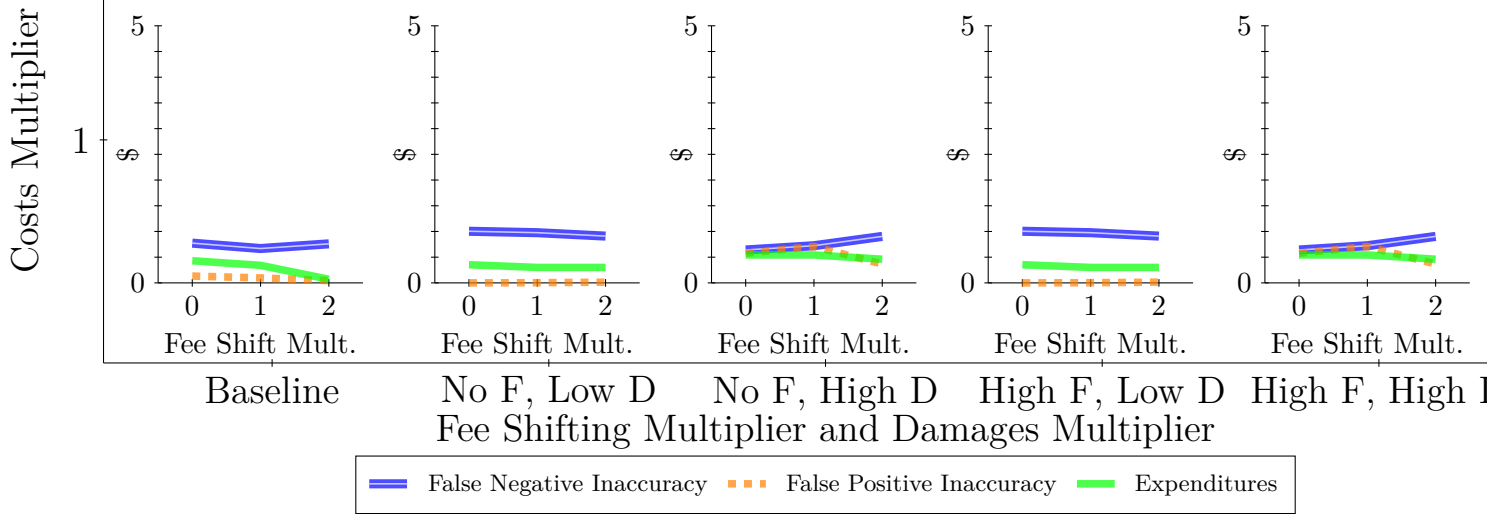 Costs Multiplier
1
5
$
0
0 1 2
Fee Shift Mult.
5
$
0
0 1 2
Fee Shift Mult.
5
$
0
0 1 2
Fee Shift Mult.
5
$
0
0 1 2
Fee Shift Mult.
5
$
0
0 1 2
Fee Shift Mult.
Baseline
No F, Low D
No F, High D
High F, Low D
High F, High
Fee Shifting Multiplier and Damages Multiplier
False Negative Inaccuracy
False Positive Inaccuracy
Expenditures